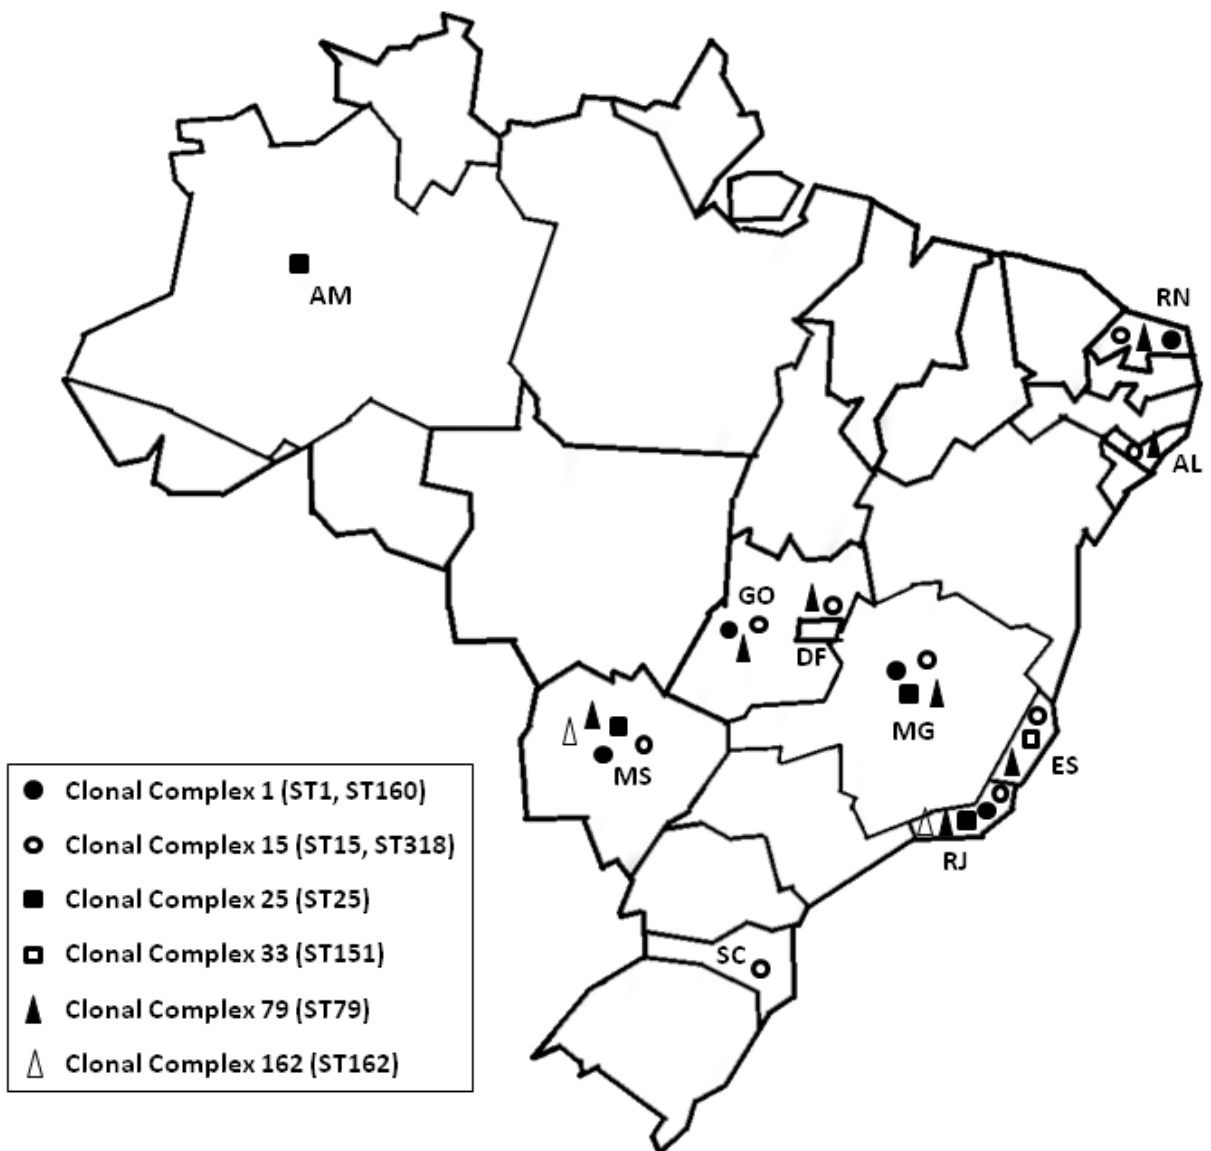 RN
AM
AL
GO
DF
MG
MS
ES
RJ
SC
Clonal Complex 1 (ST1, ST160)
Clonal Complex 15 (ST15, ST318)
Clonal Complex 25 (ST25)
Clonal Complex 33 (ST151)
Clonal Complex 79 (ST79)
Clonal Complex 162 (ST162)